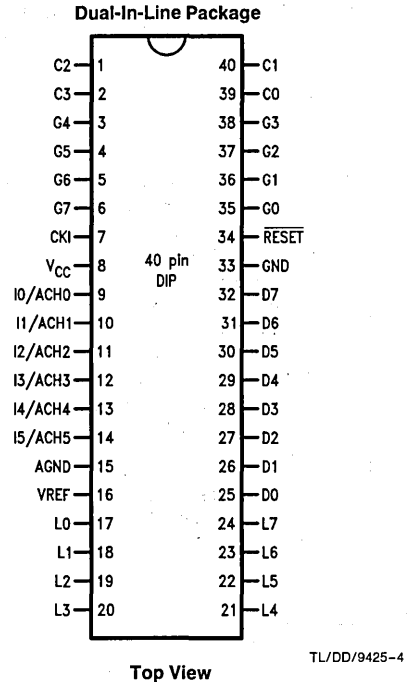 Dual-In-Line Package
C2 1 40 C1
C3 2 39 C0
G4 3 38 G3
G5 4 37 G2
G6 5 36 G1
G7 6 35 G0
CKI 7 34 RESET
VCC 8 33 GND
40 pin
DIP
I0/ACH0 9 32 D7
I1/ACH1 10 31 D6
I2/ACH2 11 30 D5
I3/ACH3 12 29 D4
I4/ACH4 13 28 D3
I5/ACH5 14 27 D2
AGND 15 26 D1
VREF 16 25 D0
L0 17 24 L7
L1 18 23 L6
L2 19 22 L5
L3 20 21 L4
TL/DD/9425-4
Top View